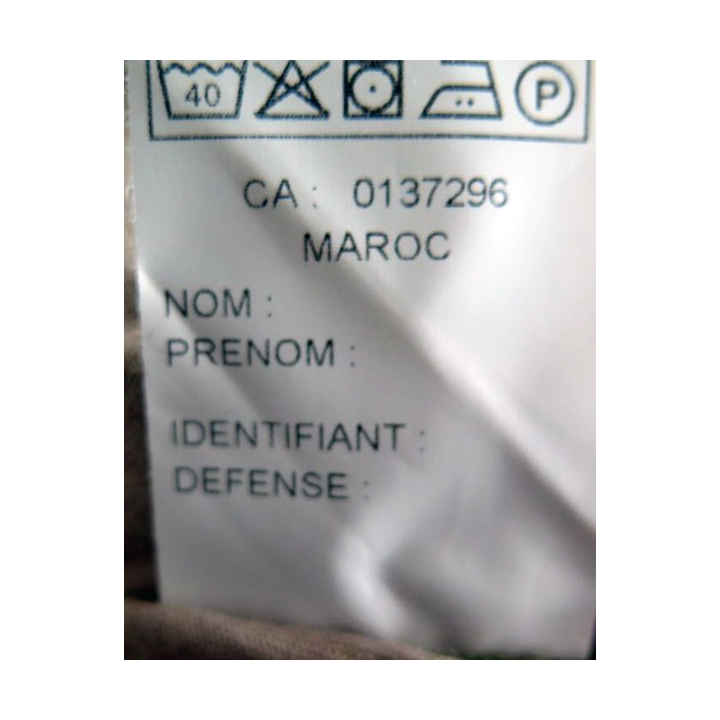 40 P
CA : 0137296
MAROC
NOM :
PRENOM :
IDENTIFIANT :
DEFENSE :